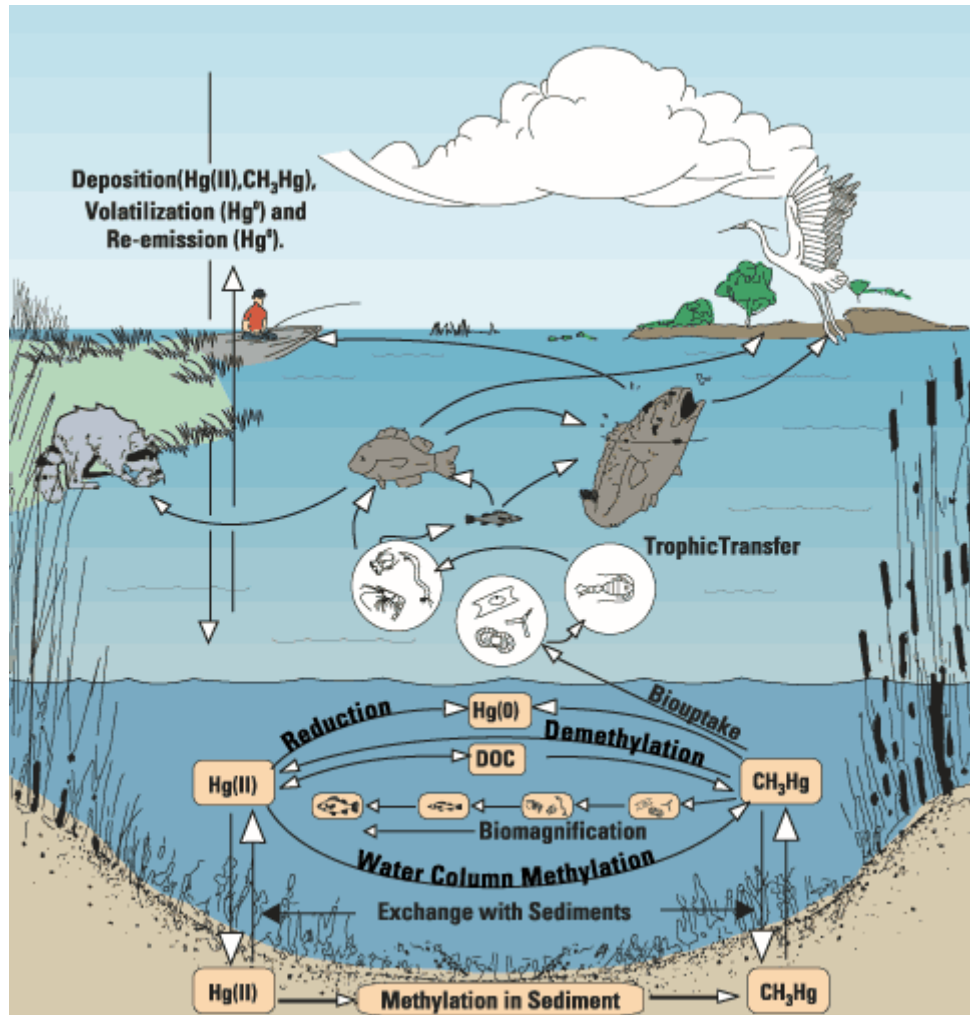 Deposition(Hg(II),CH₃Hg),
Volatilization (Hg⁰) and
Re-emission (Hg⁰).
TrophicTransfer
Biouptake
Reduction
Hg(0)
Demethylation
DOC
Hg(II)
CH₃Hg
Biomagnification
Water Column Methylation
Exchange with Sediments
Hg(II)
Methylation in Sediment
CH₃Hg